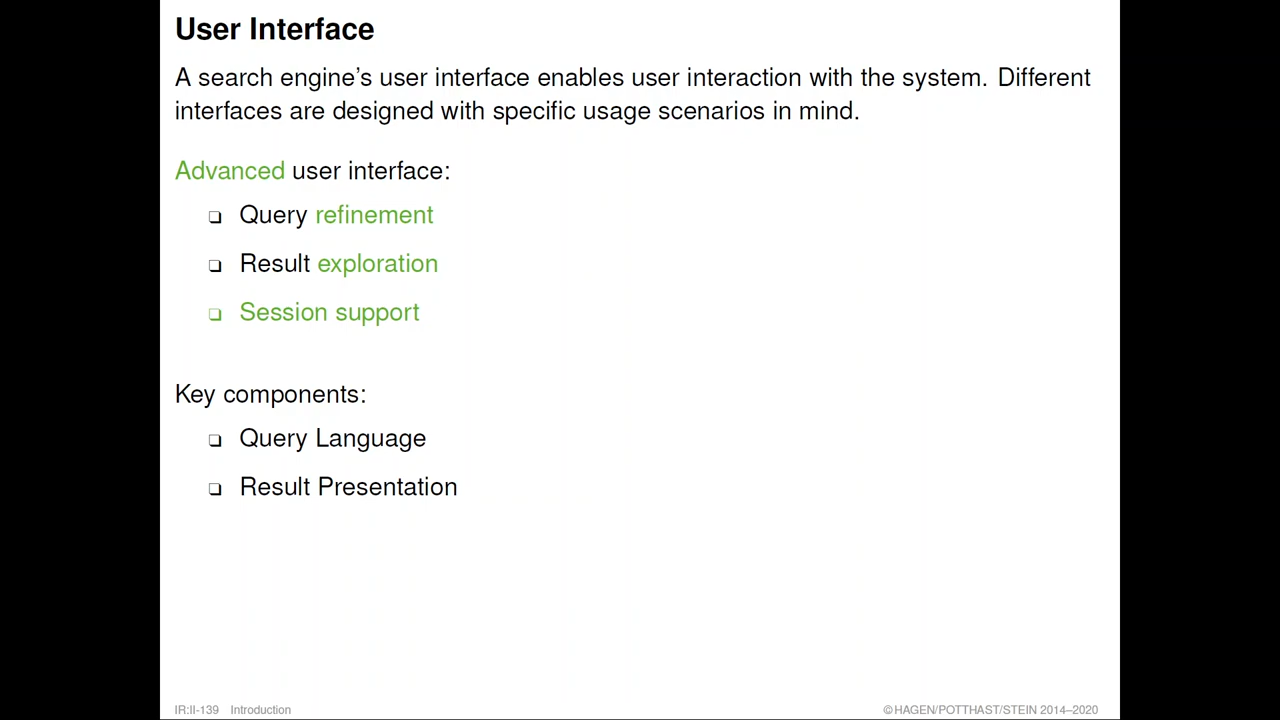 User Interface
A search engine’s user interface enables user interaction with the system. Different
interfaces are designed with specific usage scenarios in mind.
Advanced user interface:
❏ Query refinement
❏ Result exploration
❏ Session support
Key components:
❏ Query Language
❏ Result Presentation
IR:II-139 Introduction
©HAGEN/POTTHAST/STEIN 2014–2020